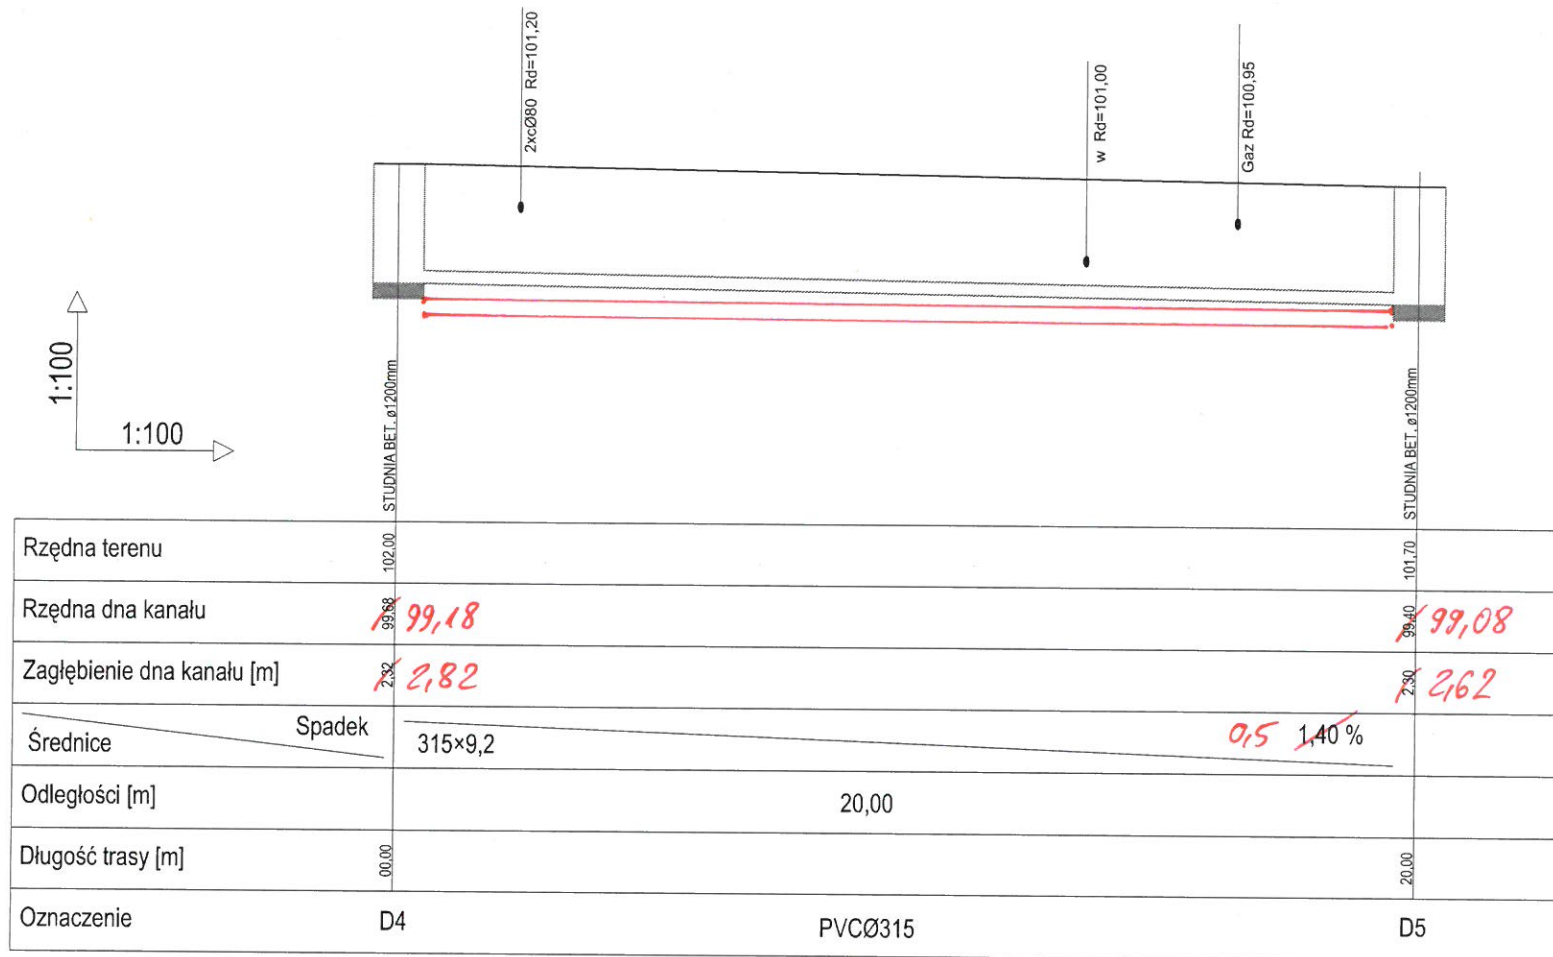 2xcØ80 Rd=101,20
w Rd=101,00
Gaz Rd=100,95
1:100
1:100
STUDNIA BET. ø1200mm
STUDNIA BET. ø1200mm
Rzędna terenu 102,00 101,70
Rzędna dna kanału 99,68 99,18 99,40 99,08
Zagłębienie dna kanału [m] 2,32 2,82 2,30 2,62
Spadek 0,5 1,40 %
Średnice 315×9,2
Odległości [m] 20,00
Długość trasy [m] 00,00 20,00
Oznaczenie D4 PVCØ315 D5